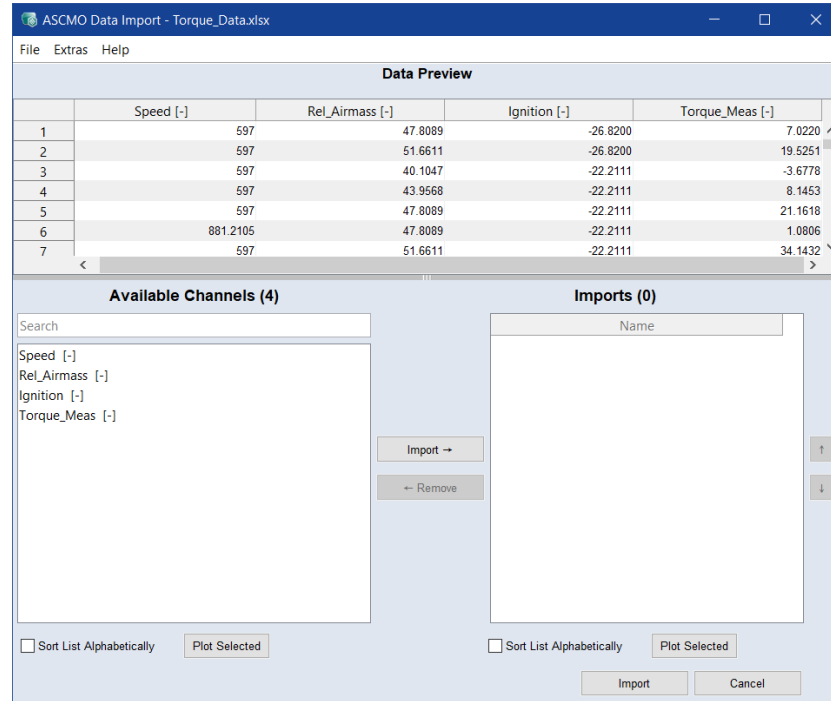 ASCMO Data Import - Torque_Data.xlsx
File Extras Help
Data Preview
Speed [-] Rel_Airmass [-] Ignition [-] Torque_Meas [-]
1 597 47.8089 -26.8200 7.0220
2 597 51.6611 -26.8200 19.5251
3 597 40.1047 -22.2111 -3.6778
4 597 43.9568 -22.2111 8.1453
5 597 47.8089 -22.2111 21.1618
6 881.2105 47.8089 -22.2111 1.0806
7 597 51.6611 -22.2111 34.1432
Available Channels (4)
Imports (0)
Search
Name
Speed [-]
Rel_Airmass [-]
Ignition [-]
Torque_Meas [-]
Import →
← Remove
↑
↓
Sort List Alphabetically Plot Selected
Sort List Alphabetically Plot Selected
Import Cancel